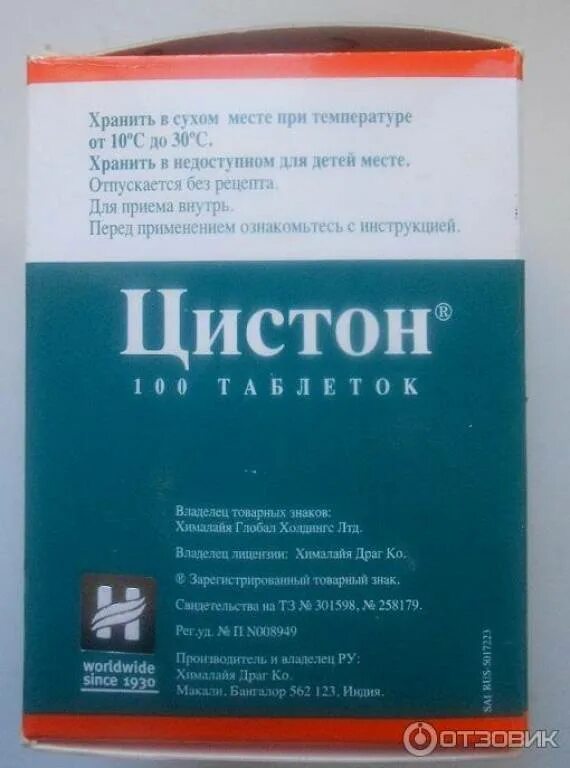 Хранить в сухом месте при температуре
от 10°C до 30°C.
Хранить в недоступном для детей месте.
Отпускается без рецепта.
Для приема внутрь.
Перед применением ознакомьтесь с инструкцией.
Цистон®
100 ТАБЛЕТОК
Владелец товарных знаков:
Хималайя Глобал Холдингс Лтд.
Владелец лицензии: Хималайя Драг Ко.
® Зарегистрированный товарный знак.
Свидетельства на ТЗ № 301598, № 258179.
Рег.уд. № П N008949
Производитель и владелец РУ:
Хималайя Драг Ко.
Макали, Бангалор 562 123, Индия.
worldwide
since 1930
SA1 RUS-5017223
ОТЗОВИК